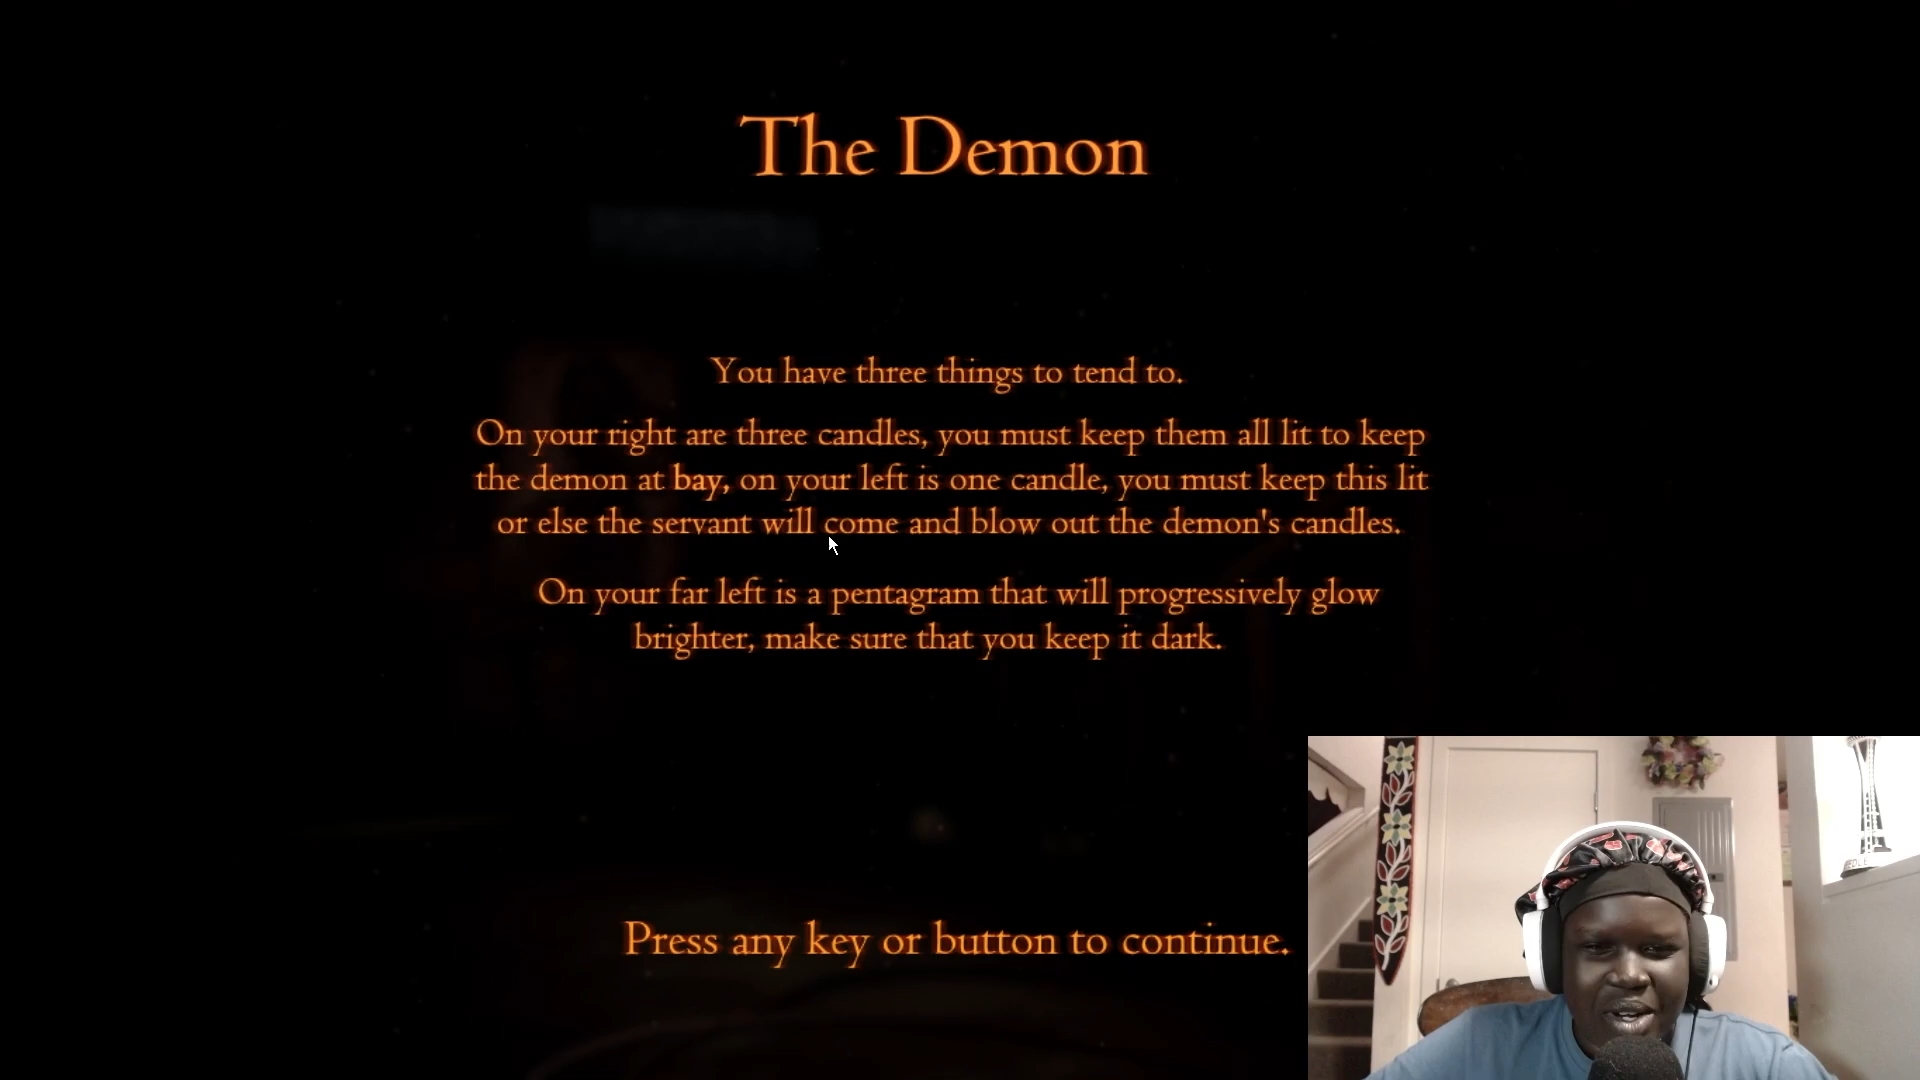 The Demon
You have three things to tend to.
On your right are three candles, you must keep them all lit to keep
the demon at bay, on your left is one candle, you must keep this lit
or else the servant will come and blow out the demon's candles.
On your far left is a pentagram that will progressively glow
brighter, make sure that you keep it dark.
Press any key or button to continue.